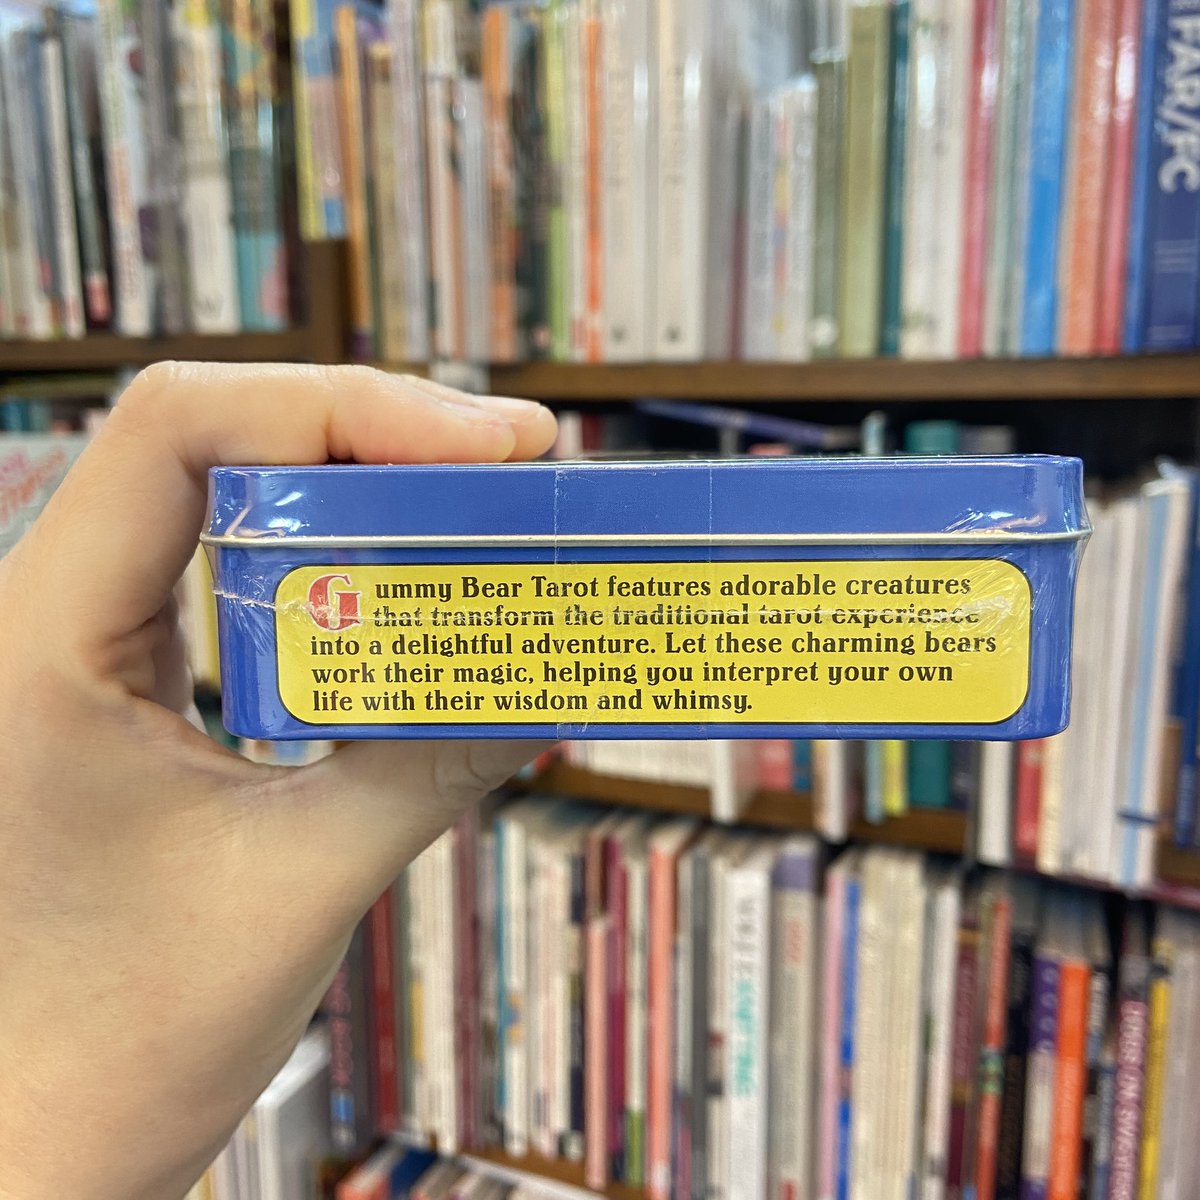 Gummy Bear Tarot features adorable creatures
that transform the traditional tarot experience
into a delightful adventure. Let these charming bears
work their magic, helping you interpret your own
life with their wisdom and whimsy.